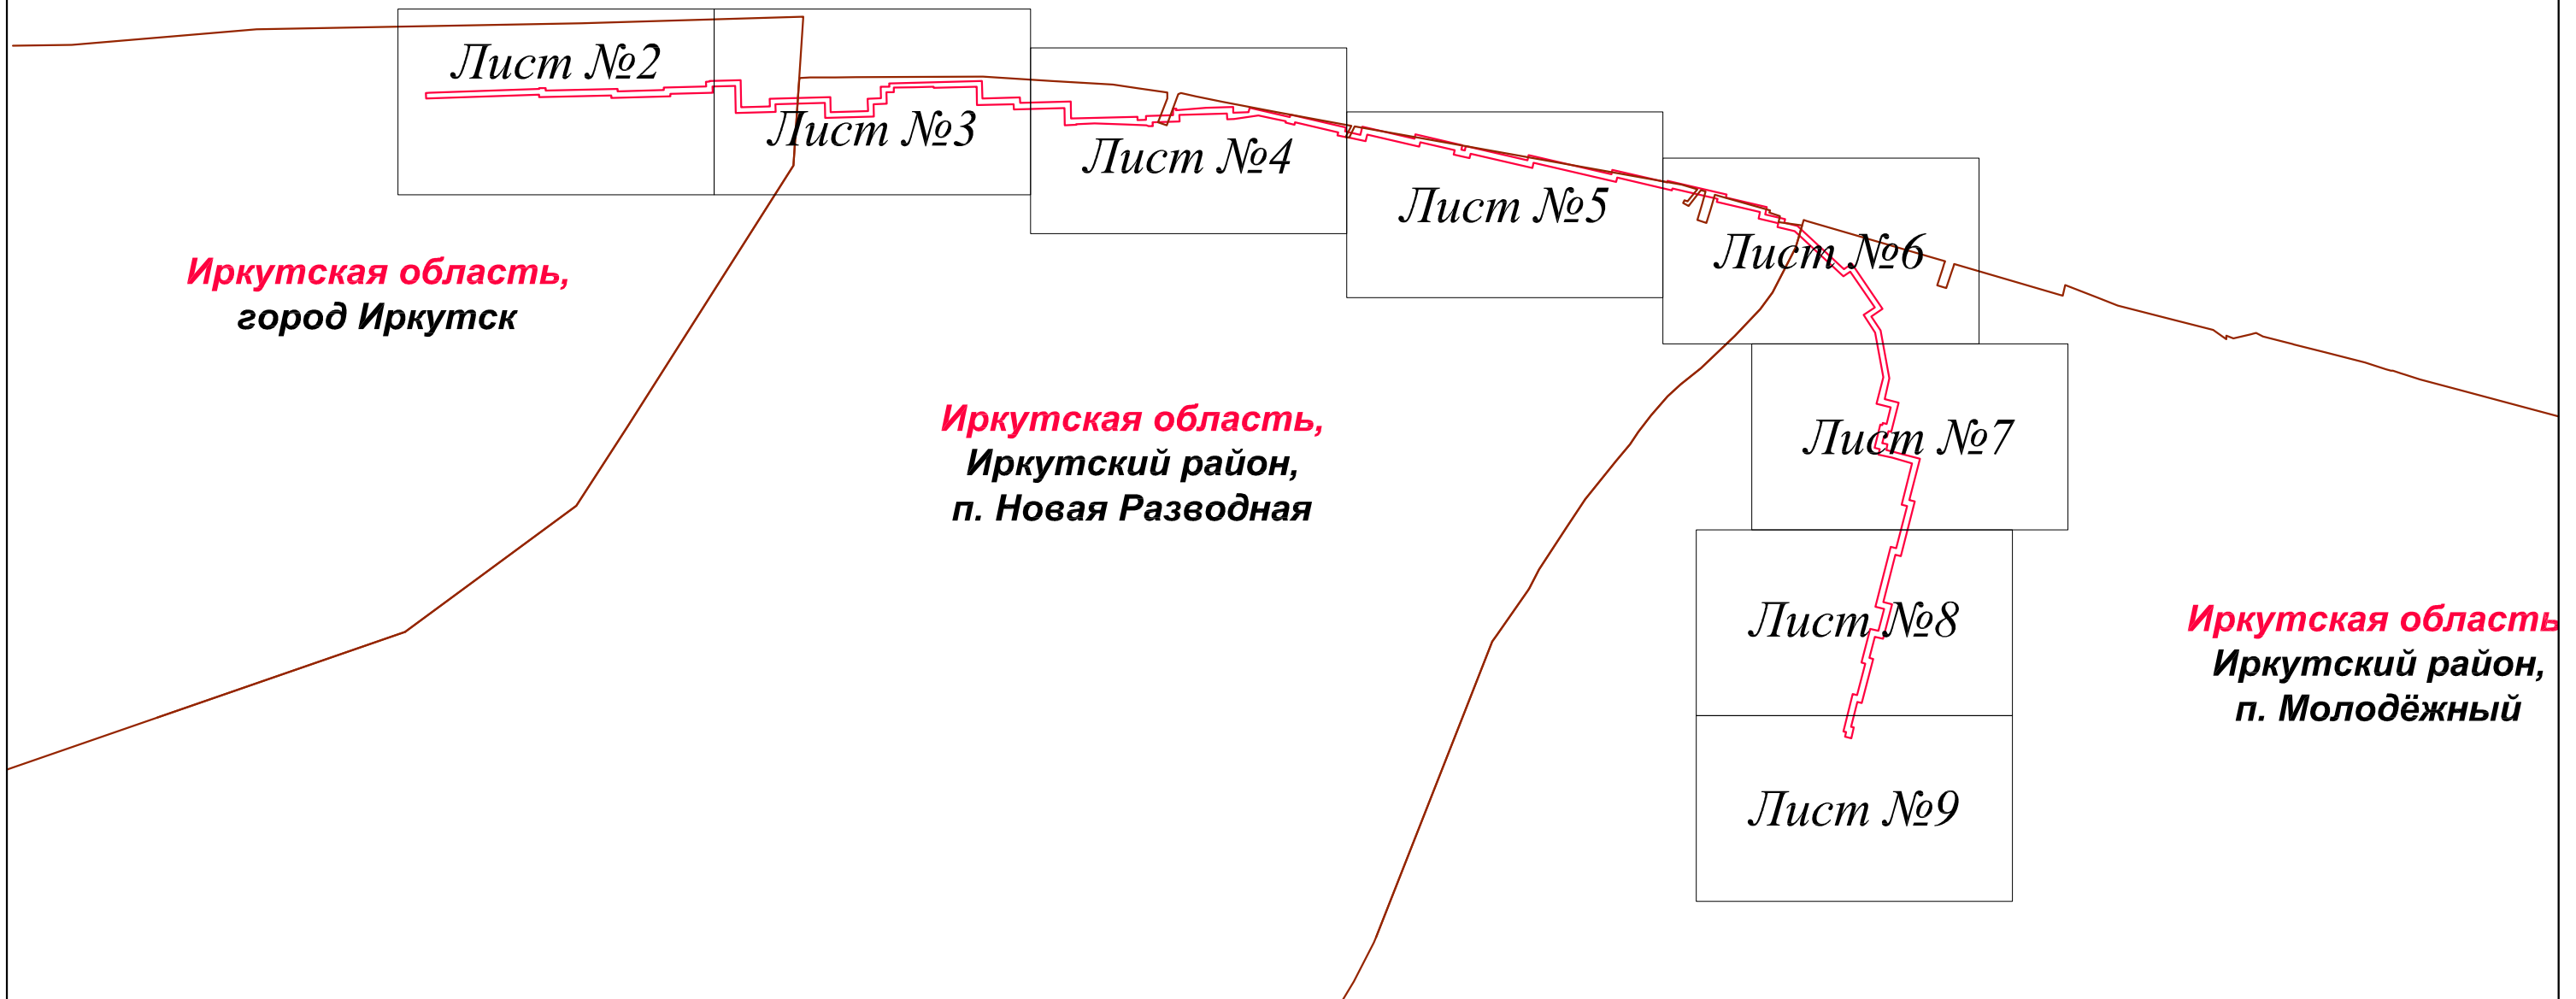 Лист №2
Лист №3
Лист №4
Лист №5
Лист №6
Иркутская область,
город Иркутск
Иркутская область,
Иркутский район,
п. Новая Разводная
Лист №7
Лист №8
Иркутская область
Иркутский район,
п. Молодёжный
Лист №9